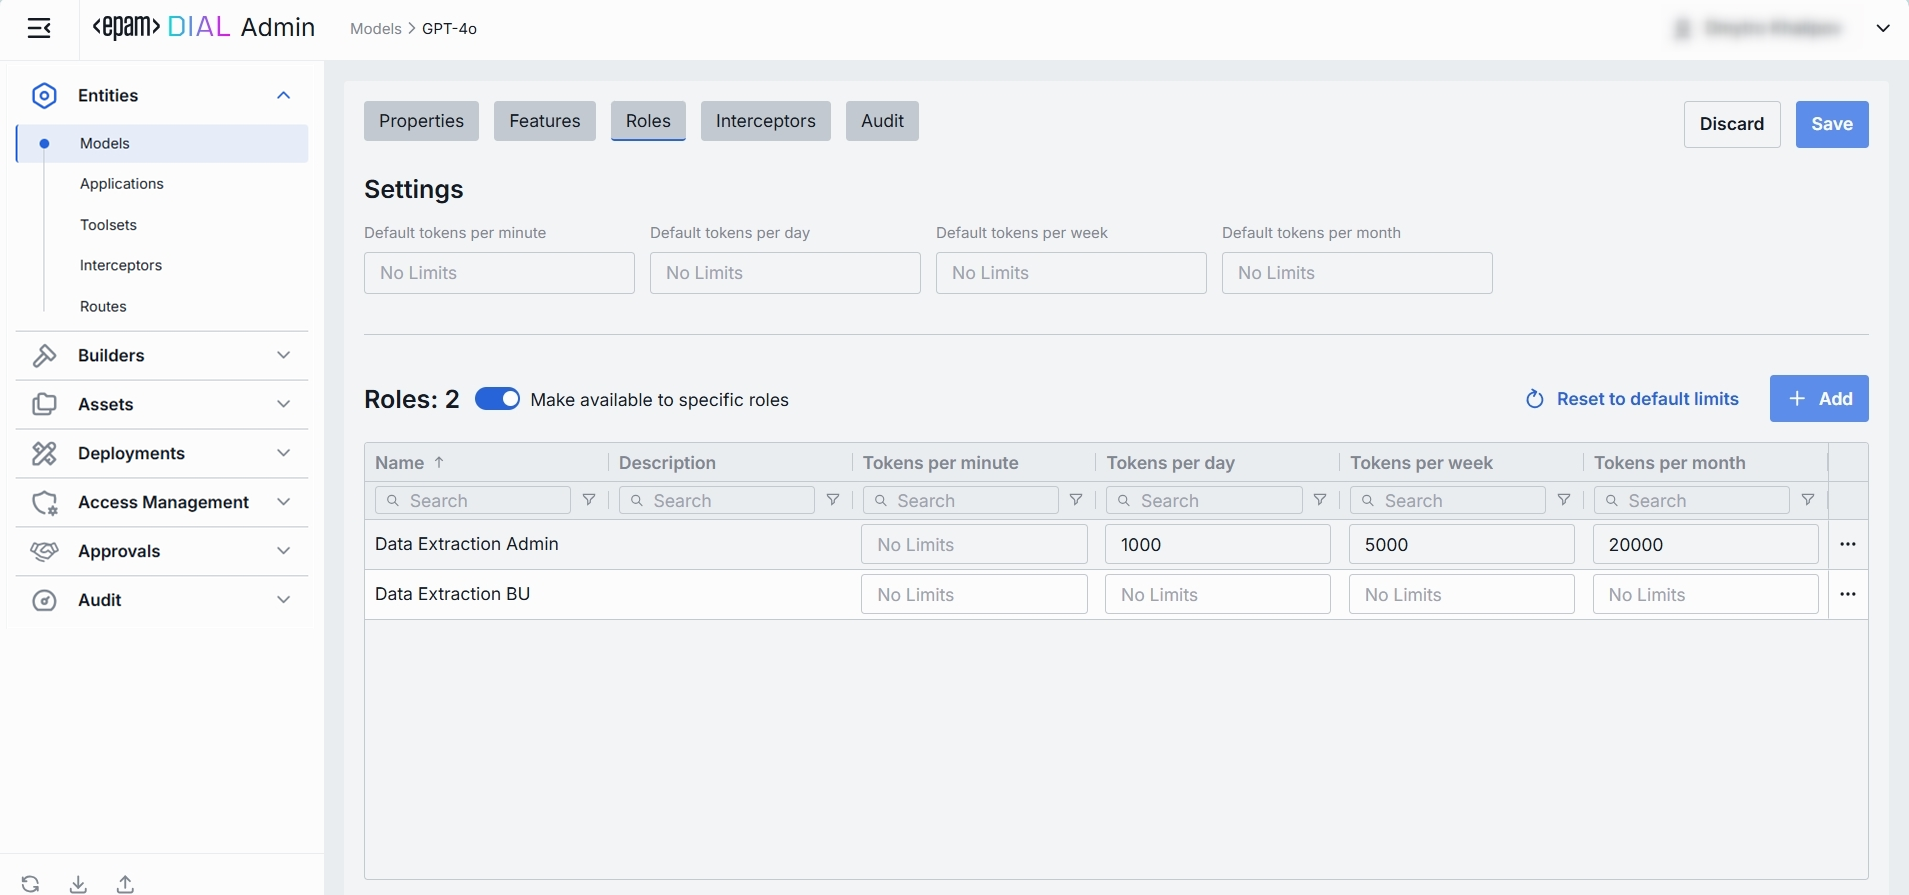 <epam> DIAL Admin
Models > GPT-4o
Entities
Models
Applications
Toolsets
Interceptors
Routes
Builders
Assets
Deployments
Access Management
Approvals
Audit
Properties Features Roles Interceptors Audit
Discard Save
Settings
Default tokens per minute Default tokens per day Default tokens per week Default tokens per month
No Limits No Limits No Limits No Limits
Roles: 2 Make available to specific roles Reset to default limits + Add
Name ↑ Description Tokens per minute Tokens per day Tokens per week Tokens per month
Search Search Search Search Search Search
Data Extraction Admin No Limits 1000 5000 20000 ...
Data Extraction BU No Limits No Limits No Limits No Limits ...